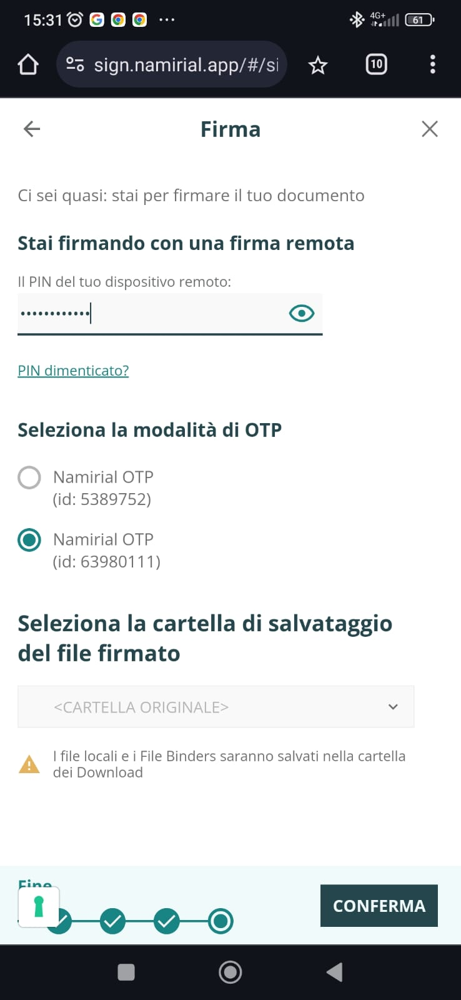 15:31
4G+
61
sign.namirial.app/#/si
10
Firma
Ci sei quasi: stai per firmare il tuo documento
Stai firmando con una firma remota
Il PIN del tuo dispositivo remoto:
••••••••••••
PIN dimenticato?
Seleziona la modalità di OTP
Namirial OTP
(id: 5389752)
Namirial OTP
(id: 63980111)
Seleziona la cartella di salvataggio
del file firmato
<CARTELLA ORIGINALE>
I file locali e i File Binders saranno salvati nella cartella
dei Download
Fine
CONFERMA